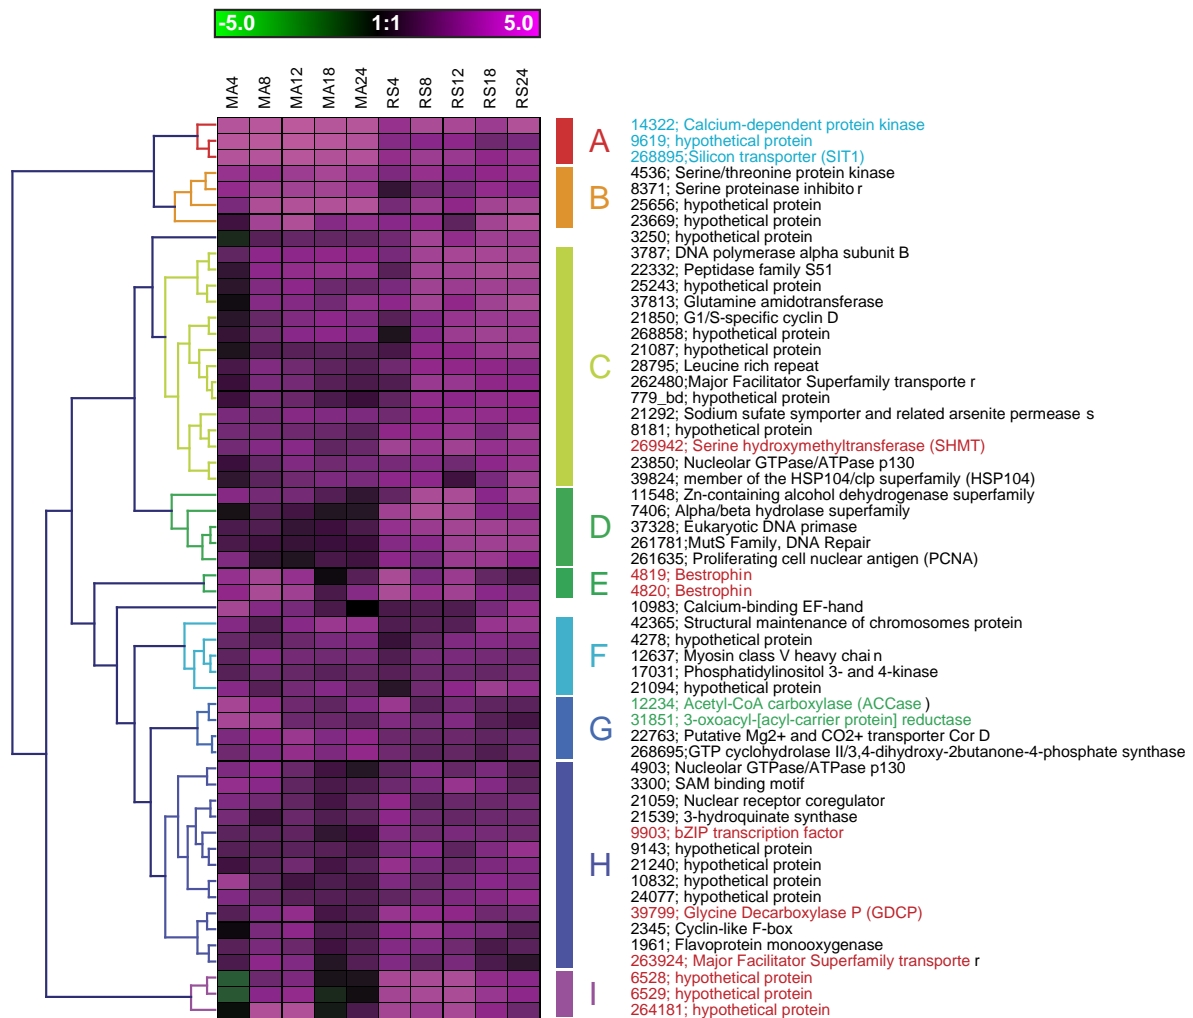 -5.0 1:1 5.0
MA4 MA8 MA12 MA18 MA24 RS4 RS8 RS12 RS18 RS24
A
B
C
D
E
F
G
H
I
14322; Calcium-dependent protein kinase
9619; hypothetical protein
268895;Silicon transporter (SIT1)
4536; Serine/threonine protein kinase
8371; Serine proteinase inhibito r
25656; hypothetical protein
23669; hypothetical protein
3250; hypothetical protein
3787; DNA polymerase alpha subunit B
22332; Peptidase family S51
25243; hypothetical protein
37813; Glutamine amidotransferase
21850; G1/S-specific cyclin D
268858; hypothetical protein
21087; hypothetical protein
28795; Leucine rich repeat
262480;Major Facilitator Superfamily transporte r
779_bd; hypothetical protein
21292; Sodium sufate symporter and related arsenite permease s
8181; hypothetical protein
269942; Serine hydroxymethyltransferase (SHMT)
23850; Nucleolar GTPase/ATPase p130
39824; member of the HSP104/clp superfamily (HSP104)
11548; Zn-containing alcohol dehydrogenase superfamily
7406; Alpha/beta hydrolase superfamily
37328; Eukaryotic DNA primase
261781;MutS Family, DNA Repair
261635; Proliferating cell nuclear antigen (PCNA)
4819; Bestrophin
4820; Bestrophin
10983; Calcium-binding EF-hand
42365; Structural maintenance of chromosomes protein
4278; hypothetical protein
12637; Myosin class V heavy chai n
17031; Phosphatidylinositol 3- and 4-kinase
21094; hypothetical protein
12234; Acetyl-CoA carboxylase (ACCase )
31851; 3-oxoacyl-[acyl-carrier protein] reductase
22763; Putative Mg2+ and CO2+ transporter Cor D
268695;GTP cyclohydrolase II/3,4-dihydroxy-2butanone-4-phosphate synthase
4903; Nucleolar GTPase/ATPase p130
3300; SAM binding motif
21059; Nuclear receptor coregulator
21539; 3-hydroquinate synthase
9903; bZIP transcription factor
9143; hypothetical protein
21240; hypothetical protein
10832; hypothetical protein
24077; hypothetical protein
39799; Glycine Decarboxylase P (GDCP)
2345; Cyclin-like F-box
1961; Flavoprotein monooxygenase
263924; Major Facilitator Superfamily transporte r
6528; hypothetical protein
6529; hypothetical protein
264181; hypothetical protein